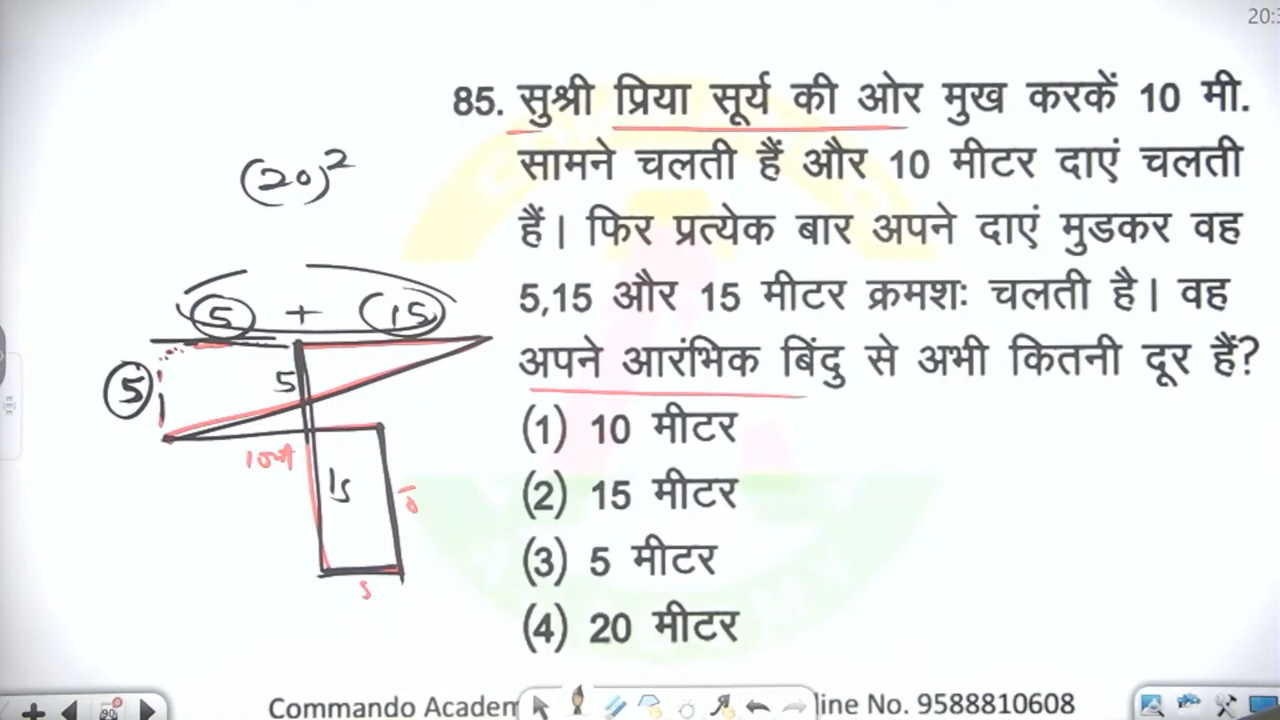 20:3
85. सुश्री प्रिया सूर्य की ओर मुख करकें 10 मी.
सामने चलती हैं और 10 मीटर दाएं चलती
हैं। फिर प्रत्येक बार अपने दाएं मुडकर वह
5,15 और 15 मीटर क्रमशः चलती है। वह
अपने आरंभिक बिंदु से अभी कितनी दूर हैं?
(1) 10 मीटर
(2) 15 मीटर
(3) 5 मीटर
(4) 20 मीटर
(20)²
5 + 15
5
5
15
5
Commando Academ
line No. 9588810608